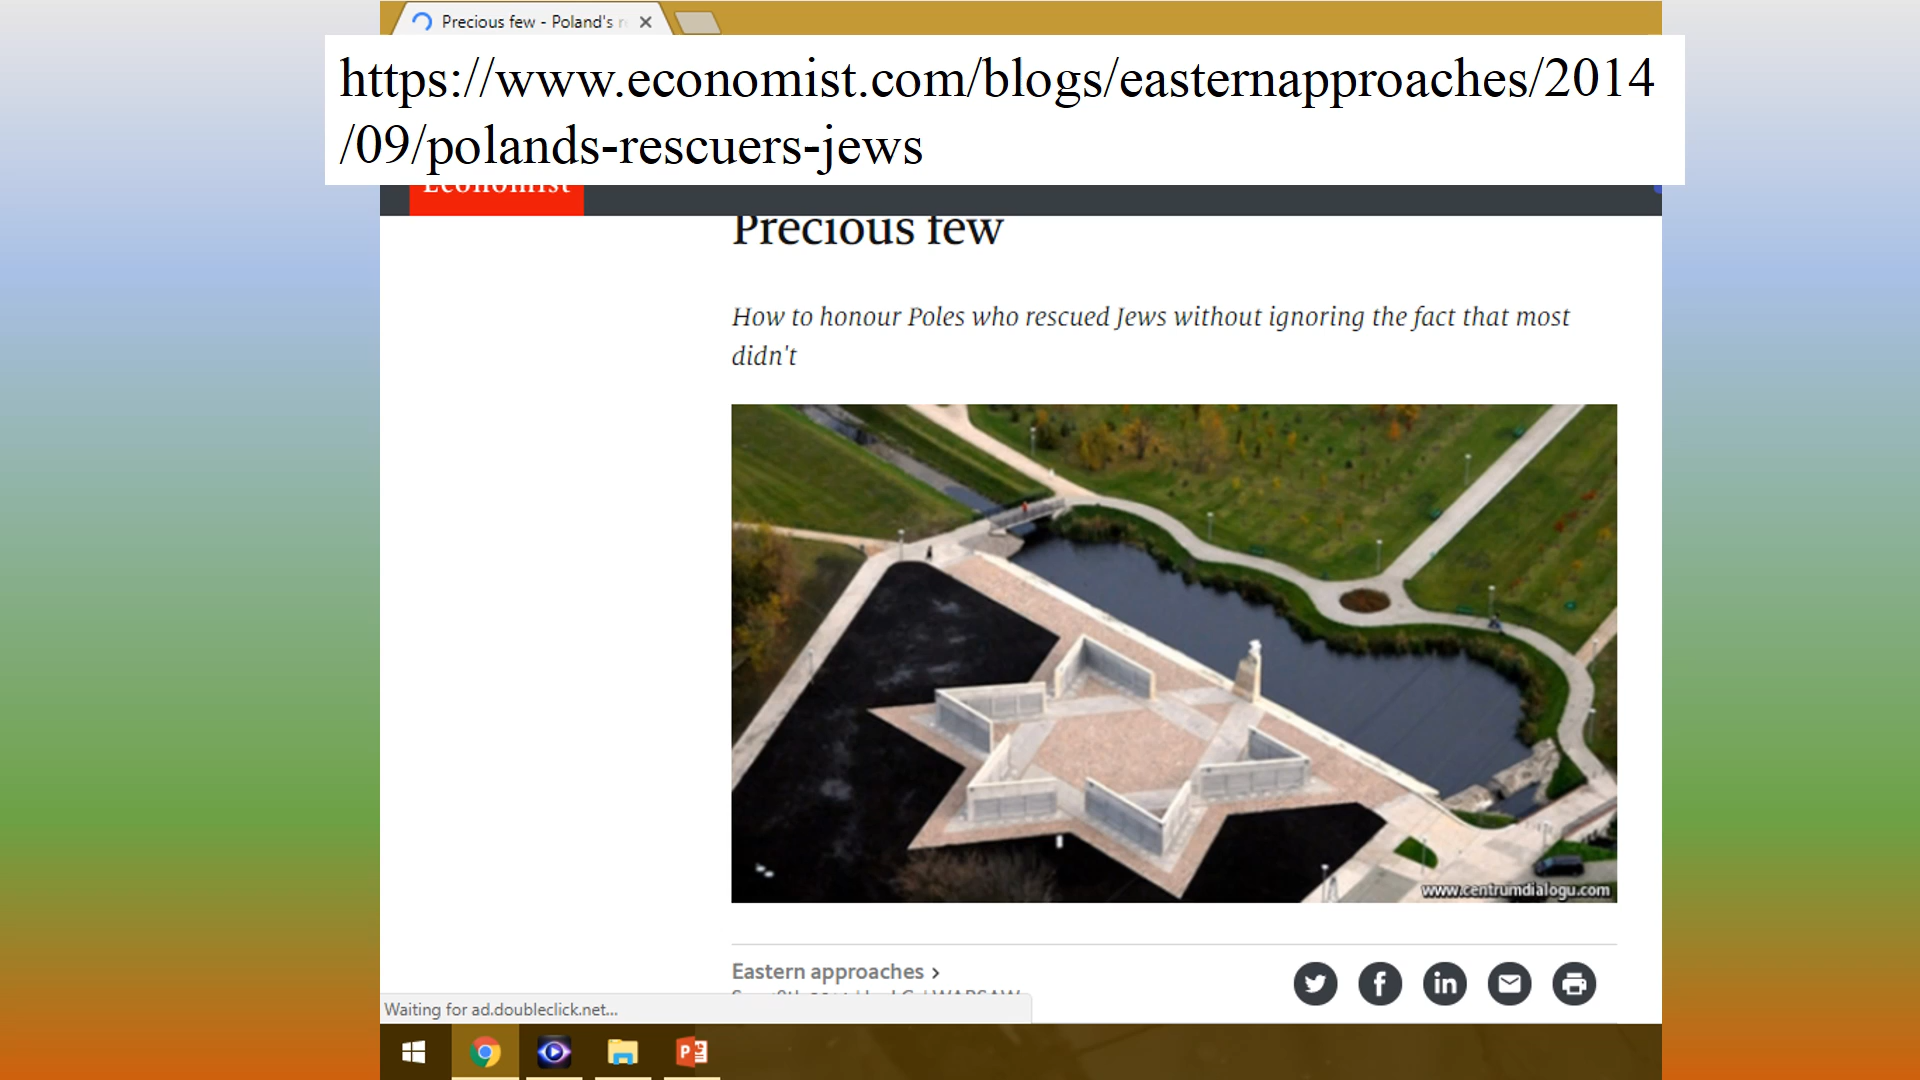 Precious few - Poland's r
https://www.economist.com/blogs/easternapproaches/2014
/09/polands-rescuers-jews
Economist
Precious few
How to honour Poles who rescued Jews without ignoring the fact that most
didn't
www.centrumdialogu.com
Eastern approaches >
WARSAW
Waiting for ad.doubleclick.net...